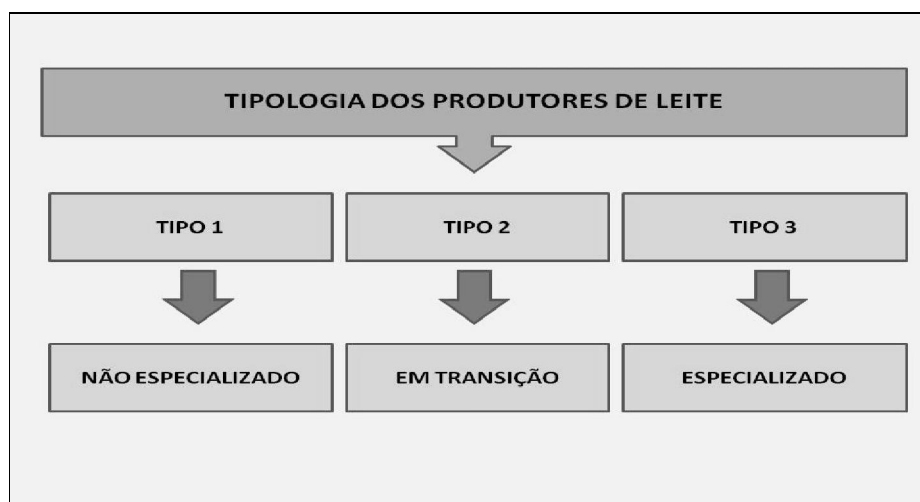 TIPOLOGIA DOS PRODUTORES DE LEITE
TIPO 1
TIPO 2
TIPO 3
NÃO ESPECIALIZADO
EM TRANSIÇÃO
ESPECIALIZADO